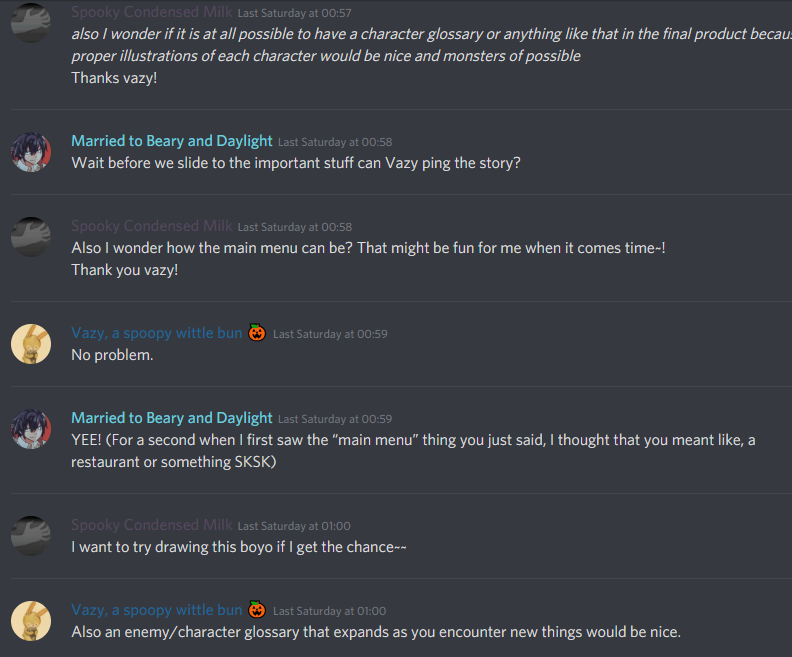 Spooky Condensed Milk Last Saturday at 00:57
also I wonder if it is at all possible to have a character glossary or anything like that in the final product becau
proper illustrations of each character would be nice and monsters of possible
Thanks vazy!
Married to Beary and Daylight Last Saturday at 00:58
Wait before we slide to the important stuff can Vazy ping the story?
Spooky Condensed Milk Last Saturday at 00:58
Also I wonder how the main menu can be? That might be fun for me when it comes time~!
Thank you vazy!
Vazy, a spoopy wittle bun 🎃 Last Saturday at 00:59
No problem.
Married to Beary and Daylight Last Saturday at 00:59
YEE! (For a second when I first saw the “main menu” thing you just said, I thought that you meant like, a
restaurant or something SKSK)
Spooky Condensed Milk Last Saturday at 01:00
I want to try drawing this boyo if I get the chance~~
Vazy, a spoopy wittle bun 🎃 Last Saturday at 01:00
Also an enemy/character glossary that expands as you encounter new things would be nice.